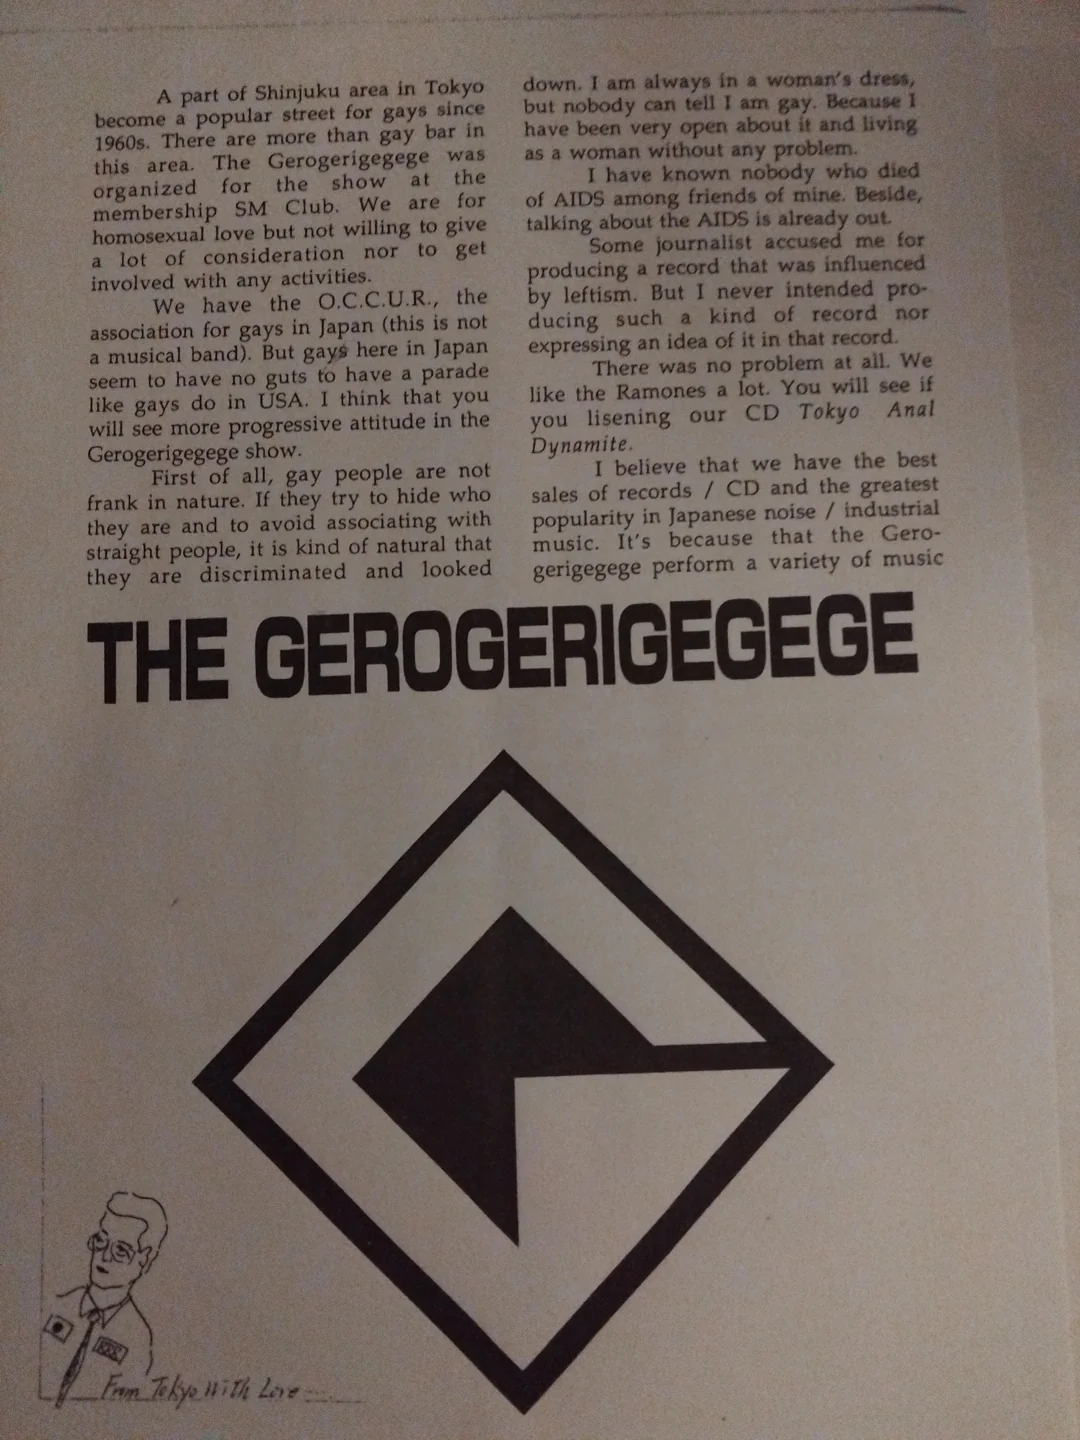 A part of Shinjuku area in Tokyo
become a popular street for gays since
1960s. There are more than gay bar in
this area. The Gerogerigegege was
organized for the show at the
membership SM Club. We are for
homosexual love but not willing to give
a lot of consideration nor to get
involved with any activities.
We have the O.C.C.U.R., the
association for gays in Japan (this is not
a musical band). But gays here in Japan
seem to have no guts to have a parade
like gays do in USA. I think that you
will see more progressive attitude in the
Gerogerigegege show.
First of all, gay people are not
frank in nature. If they try to hide who
they are and to avoid associating with
straight people, it is kind of natural that
they are discriminated and looked
down. I am always in a woman's dress,
but nobody can tell I am gay. Because I
have been very open about it and living
as a woman without any problem.
I have known nobody who died
of AIDS among friends of mine. Beside,
talking about the AIDS is already out.
Some journalist accused me for
producing a record that was influenced
by leftism. But I never intended pro-
ducing such a kind of record nor
expressing an idea of it in that record.
There was no problem at all. We
like the Ramones a lot. You will see if
you lisening our CD Tokyo Anal
Dynamite.
I believe that we have the best
sales of records / CD and the greatest
popularity in Japanese noise / industrial
music. It's because that the Gero-
gerigegege perform a variety of music
THE GEROGERIGEGEGE
From Tokyo With Love ....